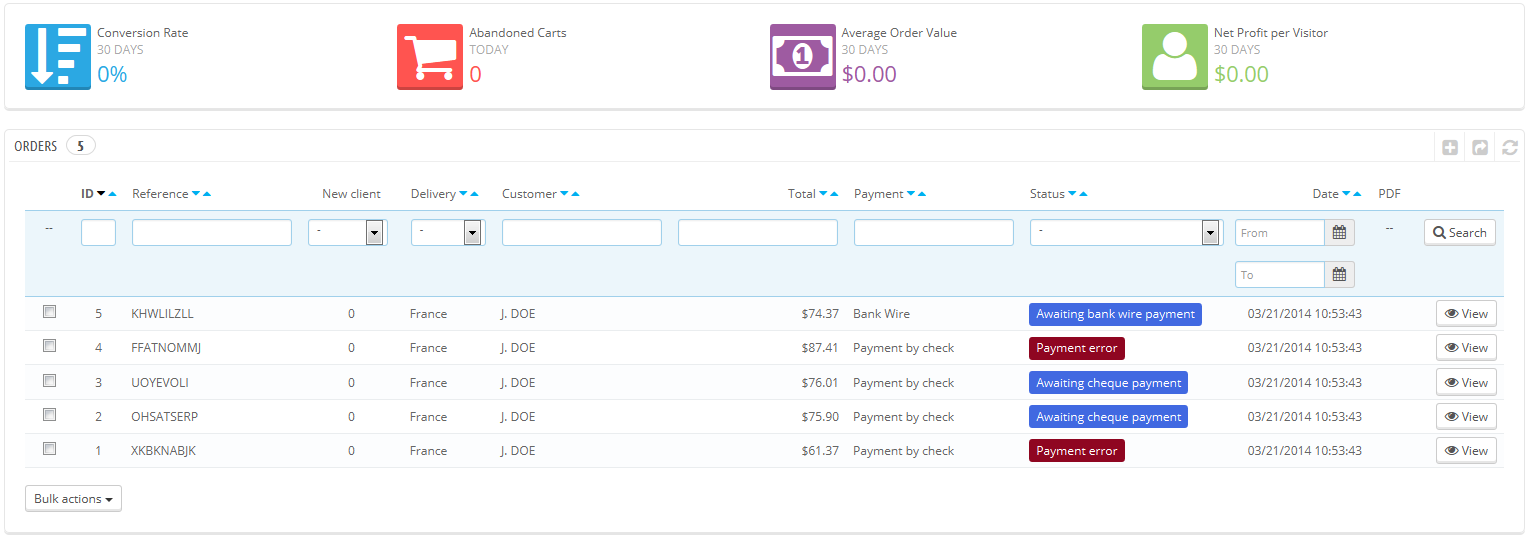 Conversion Rate Abandoned Carts Average Order Value Net Profit per Visitor
30 DAYS TODAY 30 DAYS 30 DAYS
0% 0 1 $0.00 $0.00
ORDERS 5
ID Reference New client Delivery Customer Total Payment Status Date PDF
-- - - - From -- Search
To
5 KHWLILZLL 0 France J. DOE $74.37 Bank Wire Awaiting bank wire payment 03/21/2014 10:53:43 View
4 FFATNOMMJ 0 France J. DOE $87.41 Payment by check Payment error 03/21/2014 10:53:43 View
3 UOYEVOLI 0 France J. DOE $76.01 Payment by check Awaiting cheque payment 03/21/2014 10:53:43 View
2 OHSATSERP 0 France J. DOE $75.90 Payment by check Awaiting cheque payment 03/21/2014 10:53:43 View
1 XKBKNABJK 0 France J. DOE $61.37 Payment by check Payment error 03/21/2014 10:53:43 View
Bulk actions